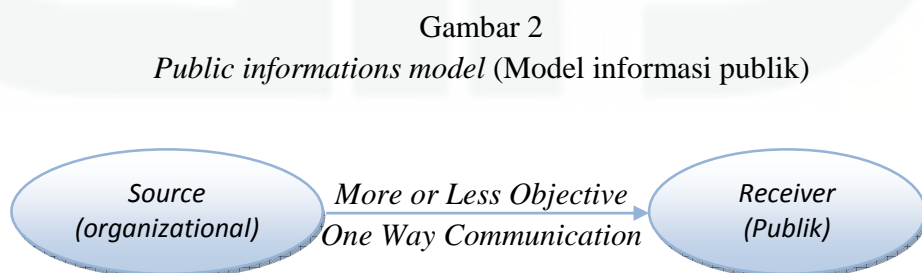 Gambar 2
Public informations model (Model informasi publik)
Source
(organizational)
More or Less Objective
One Way Communication
Receiver
(Publik)